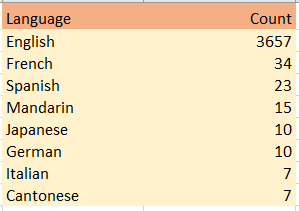 Language Count
English 3657
French 34
Spanish 23
Mandarin 15
Japanese 10
German 10
Italian 7
Cantonese 7